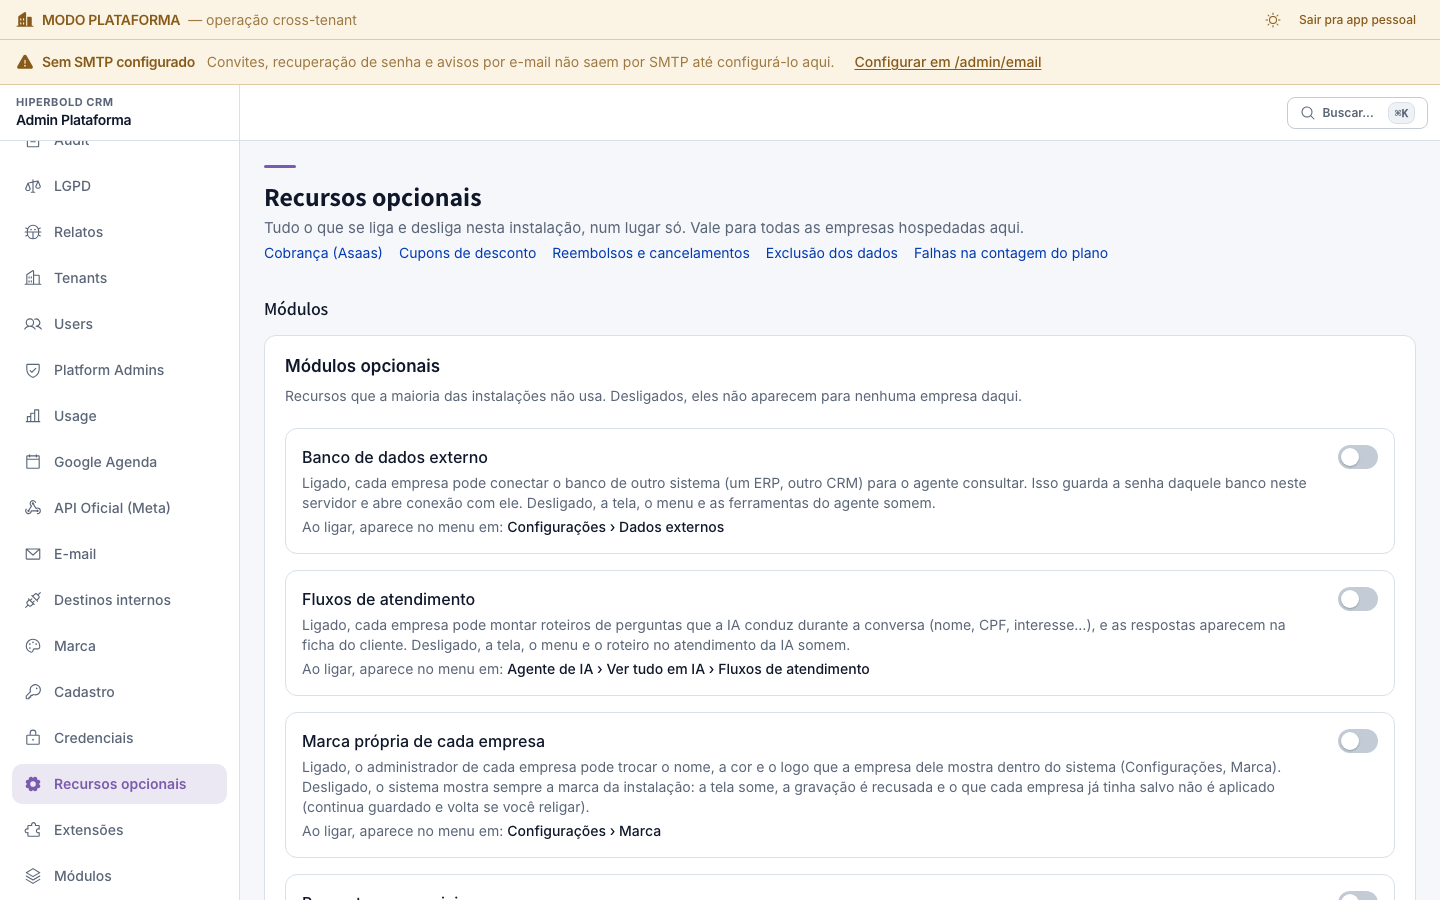 MODO PLATAFORMA — operação cross-tenant
Sair pra app pessoal
Sem SMTP configurado Convites, recuperação de senha e avisos por e-mail não saem por SMTP até configurá-lo aqui. Configurar em /admin/email
HIPERBOLD CRM
Admin Plataforma
Buscar... ⌘K
Audit
LGPD
Relatos
Tenants
Users
Platform Admins
Usage
Google Agenda
API Oficial (Meta)
E-mail
Destinos internos
Marca
Cadastro
Credenciais
Recursos opcionais
Extensões
Módulos
Recursos opcionais
Tudo o que se liga e desliga nesta instalação, num lugar só. Vale para todas as empresas hospedadas aqui.
Cobrança (Asaas) Cupons de desconto Reembolsos e cancelamentos Exclusão dos dados Falhas na contagem do plano
Módulos
Módulos opcionais
Recursos que a maioria das instalações não usa. Desligados, eles não aparecem para nenhuma empresa daqui.
Banco de dados externo
Ligado, cada empresa pode conectar o banco de outro sistema (um ERP, outro CRM) para o agente consultar. Isso guarda a senha daquele banco neste
servidor e abre conexão com ele. Desligado, a tela, o menu e as ferramentas do agente somem.
Ao ligar, aparece no menu em: Configurações › Dados externos
Fluxos de atendimento
Ligado, cada empresa pode montar roteiros de perguntas que a IA conduz durante a conversa (nome, CPF, interesse...), e as respostas aparecem na
ficha do cliente. Desligado, a tela, o menu e o roteiro no atendimento da IA somem.
Ao ligar, aparece no menu em: Agente de IA › Ver tudo em IA › Fluxos de atendimento
Marca própria de cada empresa
Ligado, o administrador de cada empresa pode trocar o nome, a cor e o logo que a empresa dele mostra dentro do sistema (Configurações, Marca).
Desligado, o sistema mostra sempre a marca da instalação: a tela some, a gravação é recusada e o que cada empresa já tinha salvo não é aplicado
(continua guardado e volta se você religar).
Ao ligar, aparece no menu em: Configurações › Marca